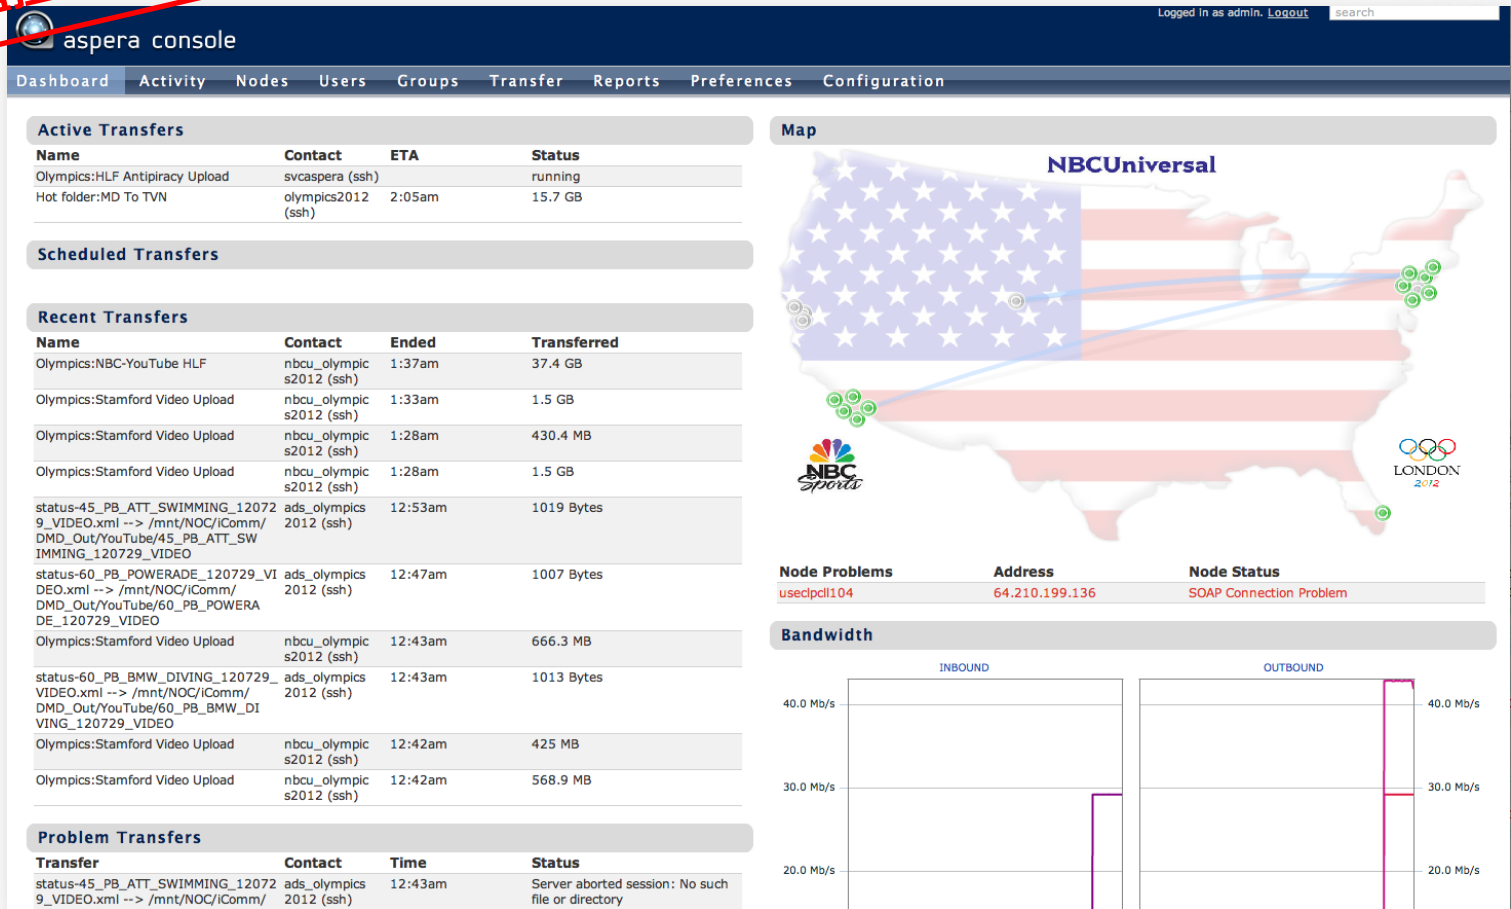 Logged in as admin. Logout
search
aspera console
Dashboard Activity Nodes Users Groups Transfer Reports Preferences Configuration
Active Transfers
Name Contact ETA Status
Olympics:HLF Antipiracy Upload svcaspera (ssh) running
Hot folder:MD To TVN olympics2012 2:05am 15.7 GB
(ssh)
Scheduled Transfers
Recent Transfers
Name Contact Ended Transferred
Olympics:NBC-YouTube HLF nbcu_olympic 1:37am 37.4 GB
s2012 (ssh)
Olympics:Stamford Video Upload nbcu_olympic 1:33am 1.5 GB
s2012 (ssh)
Olympics:Stamford Video Upload nbcu_olympic 1:28am 430.4 MB
s2012 (ssh)
Olympics:Stamford Video Upload nbcu_olympic 1:28am 1.5 GB
s2012 (ssh)
status-45_PB_ATT_SWIMMING_12072 ads_olympics 12:53am 1019 Bytes
9_VIDEO.xml --> /mnt/NOC/iComm/ 2012 (ssh)
DMD_Out/YouTube/45_PB_ATT_SW
IMMING_120729_VIDEO
status-60_PB_POWERADE_120729_VI ads_olympics 12:47am 1007 Bytes
DEO.xml --> /mnt/NOC/iComm/ 2012 (ssh)
DMD_Out/YouTube/60_PB_POWERA
DE_120729_VIDEO
Olympics:Stamford Video Upload nbcu_olympic 12:43am 666.3 MB
s2012 (ssh)
status-60_PB_BMW_DIVING_120729_ ads_olympics 12:43am 1013 Bytes
VIDEO.xml --> /mnt/NOC/iComm/ 2012 (ssh)
DMD_Out/YouTube/60_PB_BMW_DI
VING_120729_VIDEO
Olympics:Stamford Video Upload nbcu_olympic 12:42am 425 MB
s2012 (ssh)
Olympics:Stamford Video Upload nbcu_olympic 12:42am 568.9 MB
s2012 (ssh)
Problem Transfers
Transfer Contact Time Status
status-45_PB_ATT_SWIMMING_12072 ads_olympics 12:43am Server aborted session: No such
9_VIDEO.xml --> /mnt/NOC/iComm/ 2012 (ssh) file or directory
Map
NBCUniversal
NBC
Sports
LONDON
2012
Node Problems Address Node Status
useclpcll104 64.210.199.136 SOAP Connection Problem
Bandwidth
INBOUND OUTBOUND
40.0 Mb/s 40.0 Mb/s
30.0 Mb/s 30.0 Mb/s
20.0 Mb/s 20.0 Mb/s